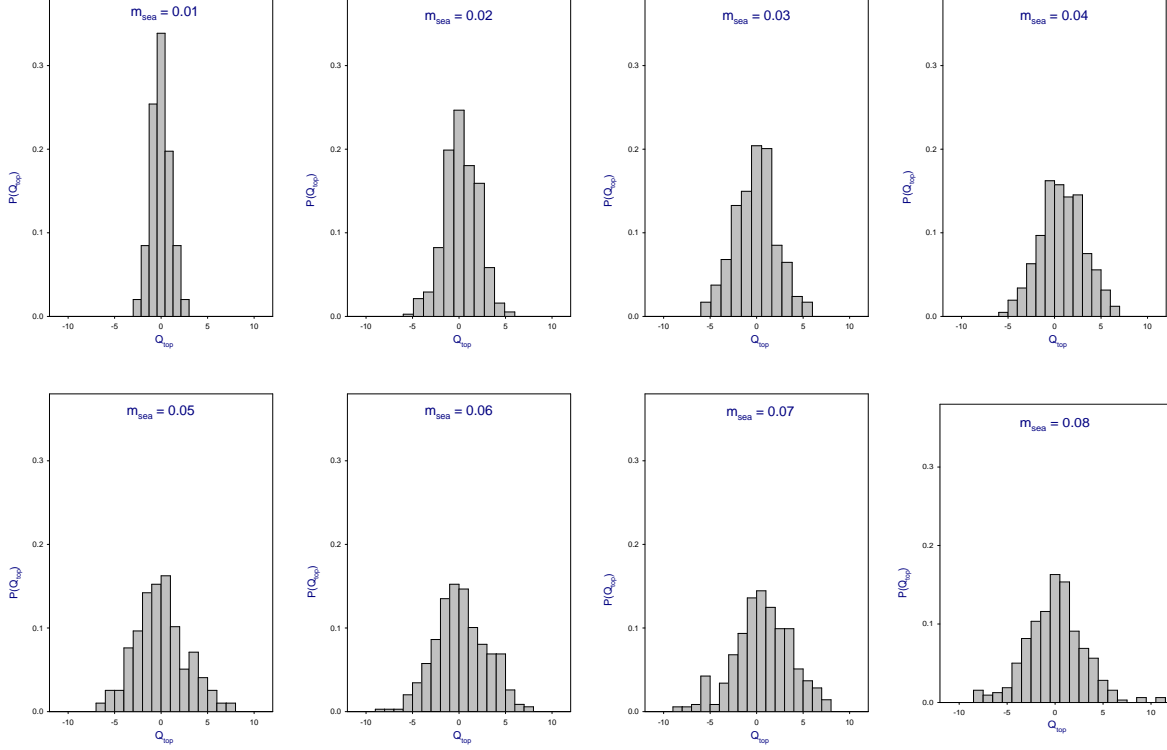 m_sea = 0.01
0.3
0.2
0.1
0.0
P(Q_top)
-10 -5 0 5 10
Q_top
m_sea = 0.02
0.3
0.2
0.1
0.0
P(Q_top)
-10 -5 0 5 10
Q_top
m_sea = 0.03
0.3
0.2
0.1
0.0
P(Q_top)
-10 -5 0 5 10
Q_top
m_sea = 0.04
0.3
0.2
0.1
0.0
P(Q_top)
-10 -5 0 5 10
Q_top
m_sea = 0.05
0.3
0.2
0.1
0.0
P(Q_top)
-10 -5 0 5 10
Q_top
m_sea = 0.06
0.3
0.2
0.1
0.0
P(Q_top)
-10 -5 0 5 10
Q_top
m_sea = 0.07
0.3
0.2
0.1
0.0
P(Q_top)
-10 -5 0 5 10
Q_top
m_sea = 0.08
0.3
0.2
0.1
0.0
P(Q_top)
-10 -5 0 5 10
Q_top